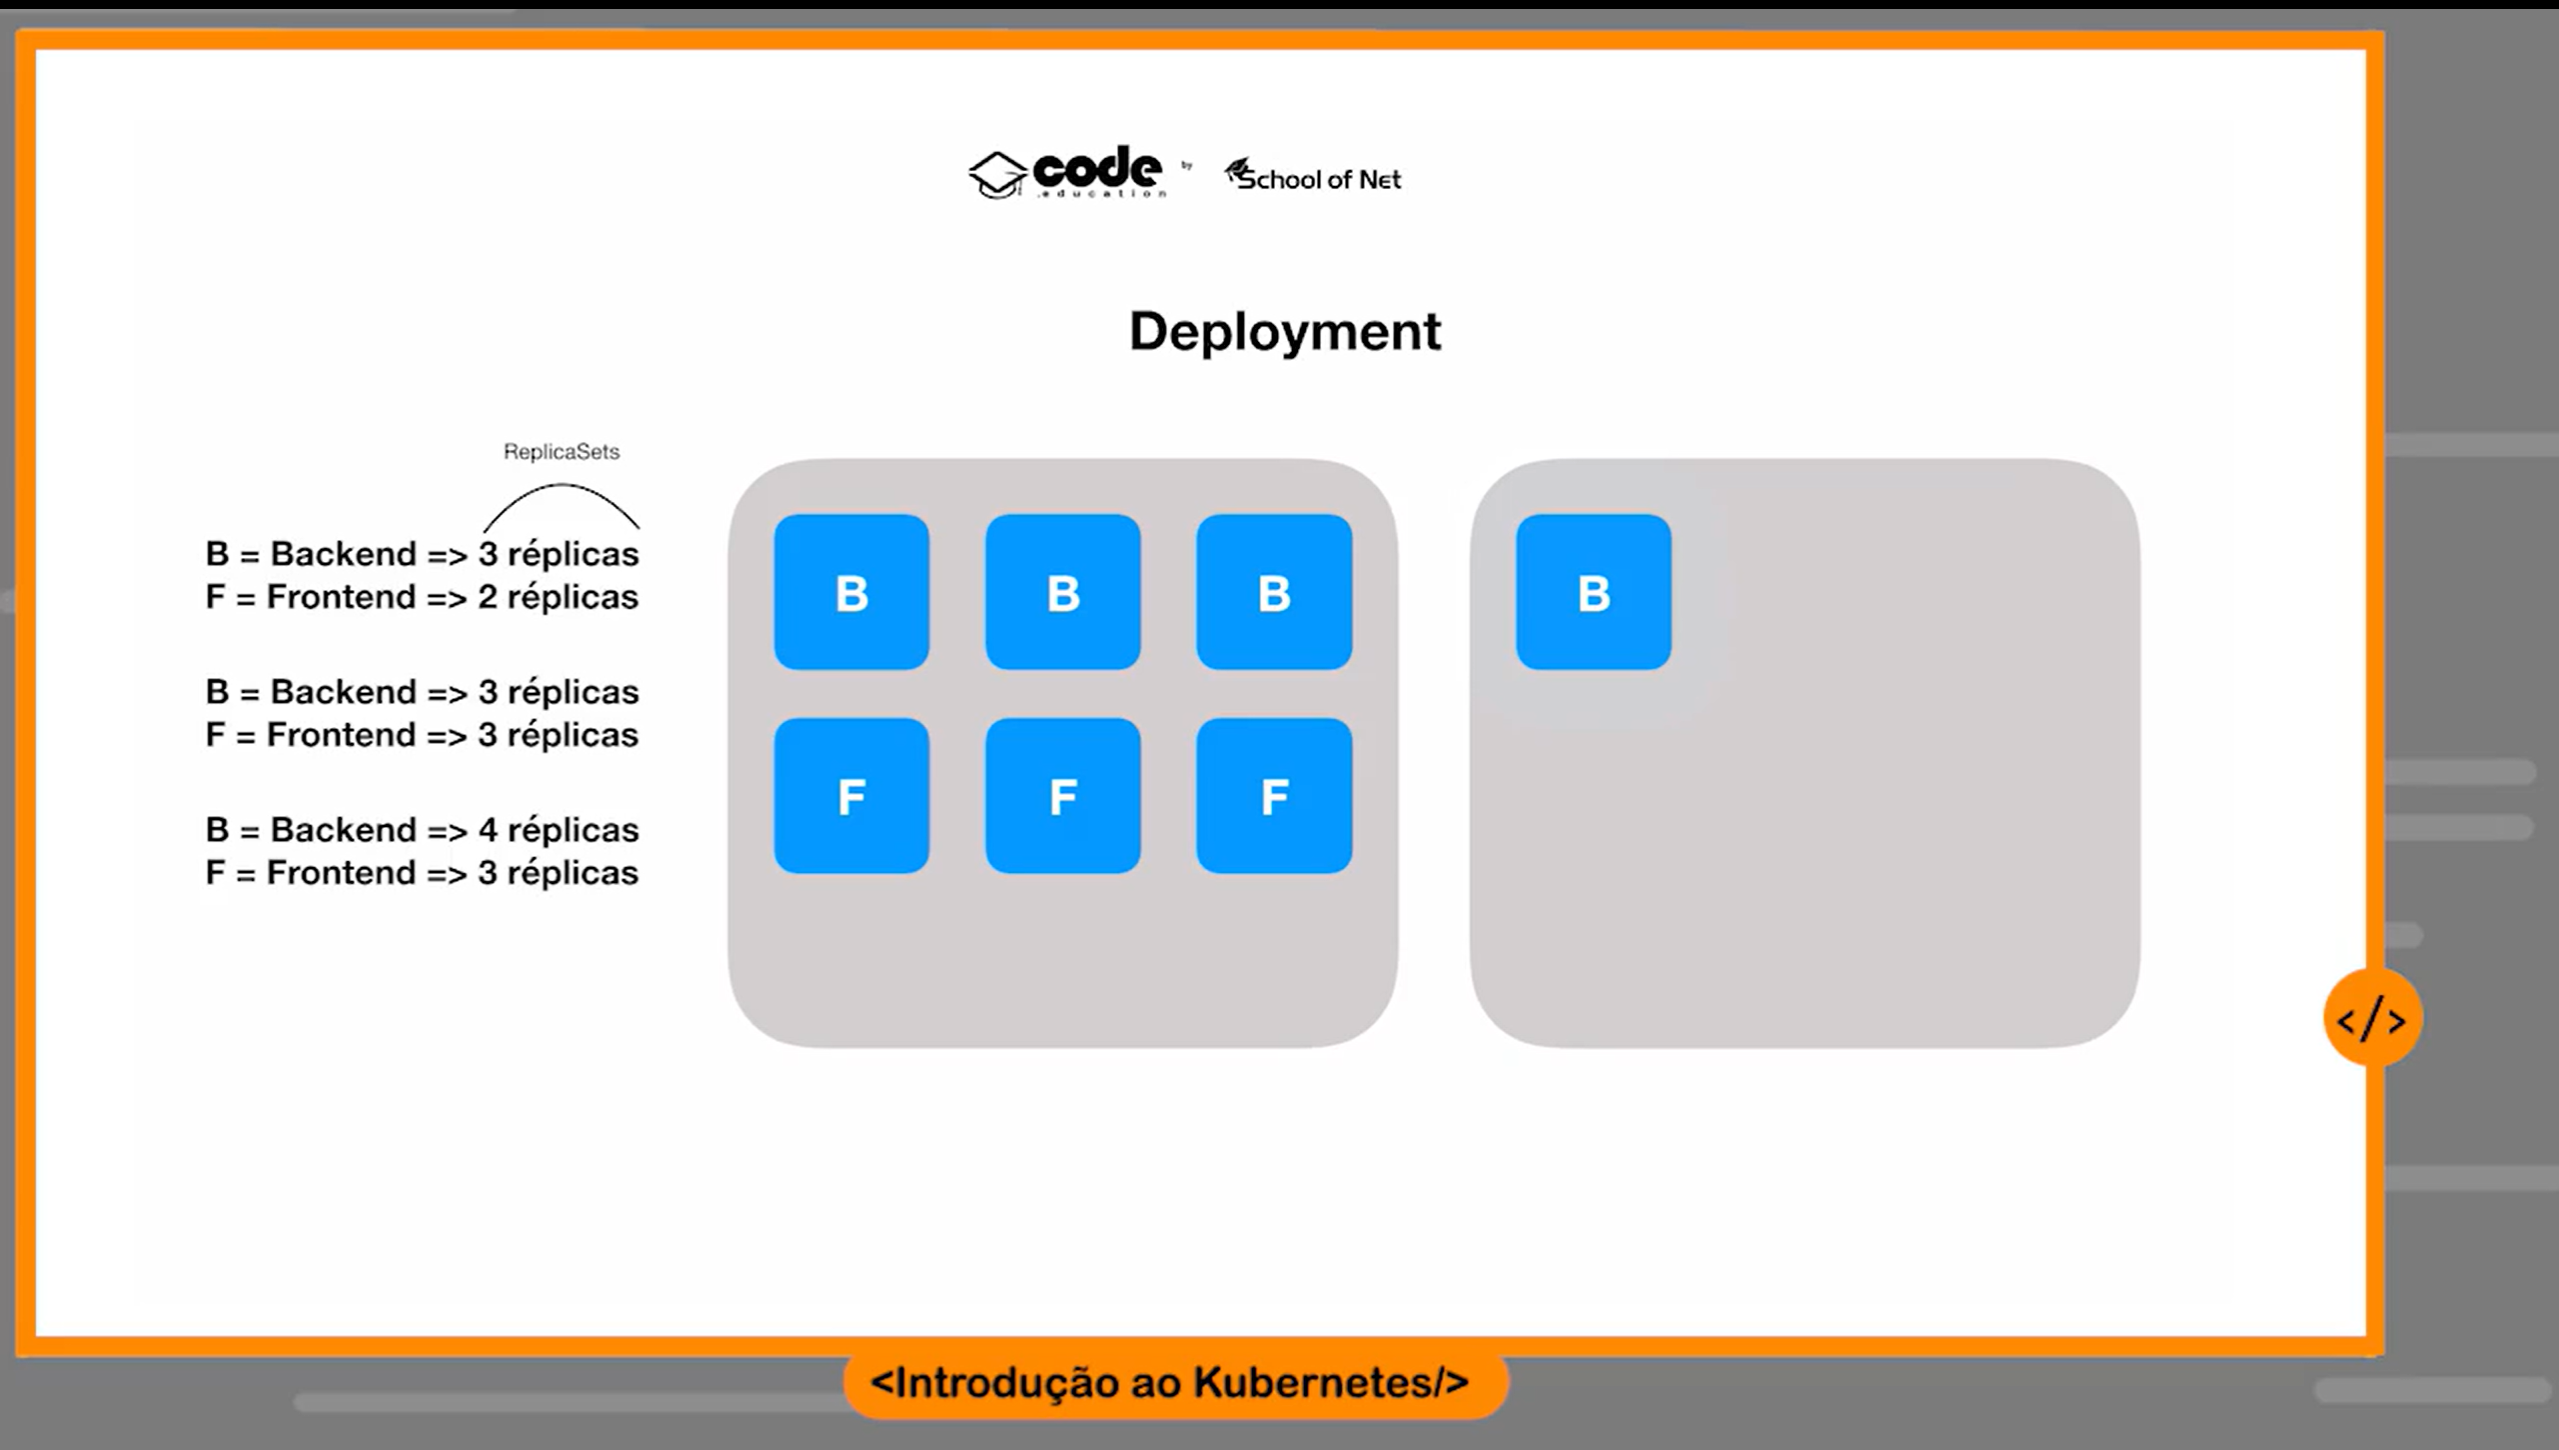 code
.education
by
School of Net
Deployment
ReplicaSets
B = Backend => 3 réplicas
F = Frontend => 2 réplicas
B = Backend => 3 réplicas
F = Frontend => 3 réplicas
B = Backend => 4 réplicas
F = Frontend => 3 réplicas
B B B
F F F
B
</>
<Introdução ao Kubernetes/>